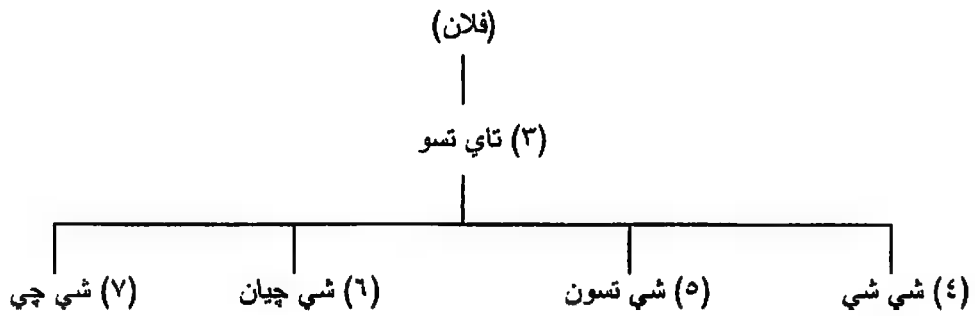 (فلان)
(٣) تاي تسو
(٤) شي شي (٥) شي تسون (٦) شي چيان (٧) شي چي